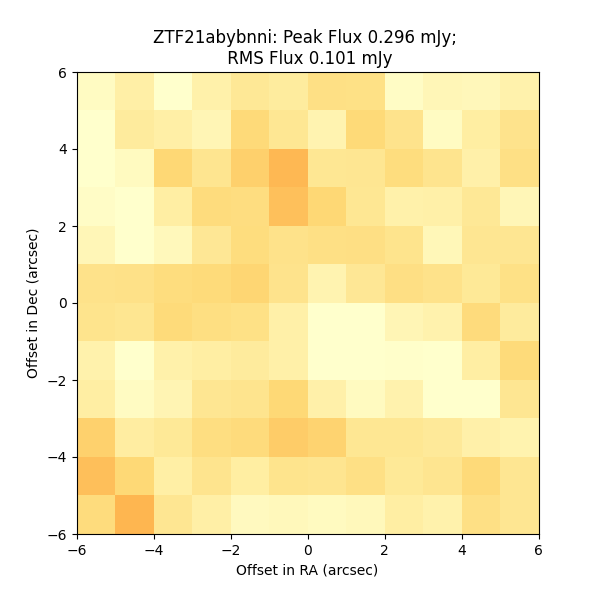 ZTF21abybnni: Peak Flux 0.296 mJy;
RMS Flux 0.101 mJy
6
4
2
0
−2
−4
−6
Offset in Dec (arcsec)
−6 −4 −2 0 2 4 6
Offset in RA (arcsec)